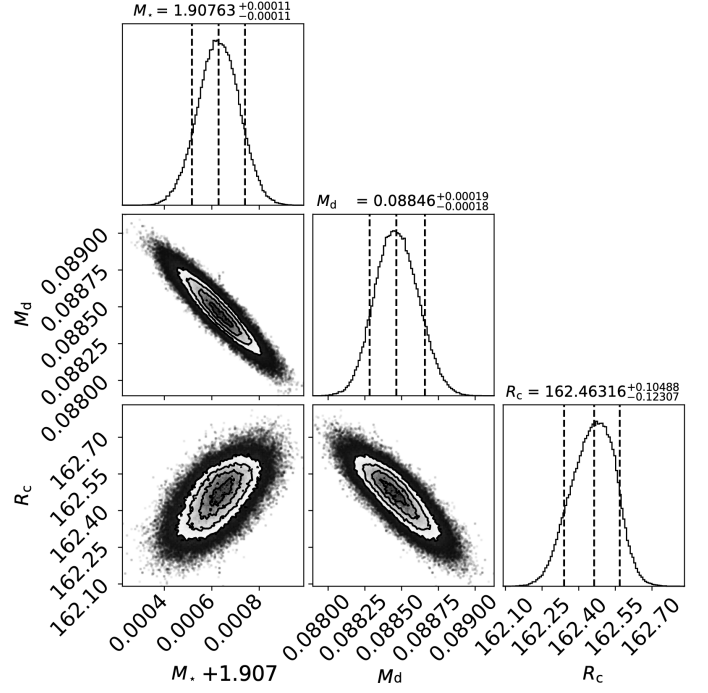 M⋆ = 1.90763 +0.00011 −0.00011
Md = 0.08846 +0.00019 −0.00018
0.08900
0.08875
0.08850
0.08825
0.08800
Md
Rc = 162.46316 +0.10488 −0.12307
162.70
162.55
162.40
162.25
162.10
Rc
0.0004 0.0006 0.0008
0.08800 0.08825 0.08850 0.08875 0.08900
162.10 162.25 162.40 162.55 162.70
M⋆ +1.907 Md Rc